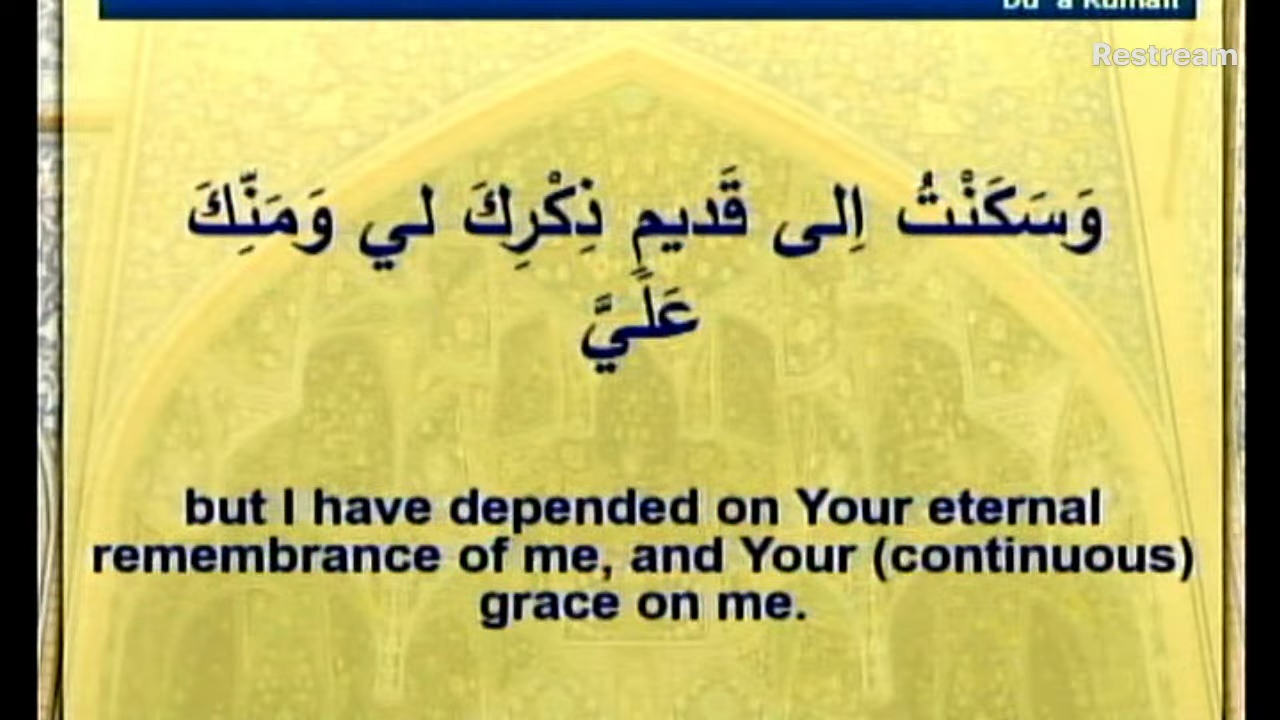 Restream
وَسَكَنْتُ اِلى قَديمِ ذِكْرِكَ لي وَمَنِّكَ
عَلَيَّ
but I have depended on Your eternal
remembrance of me, and Your (continuous)
grace on me.